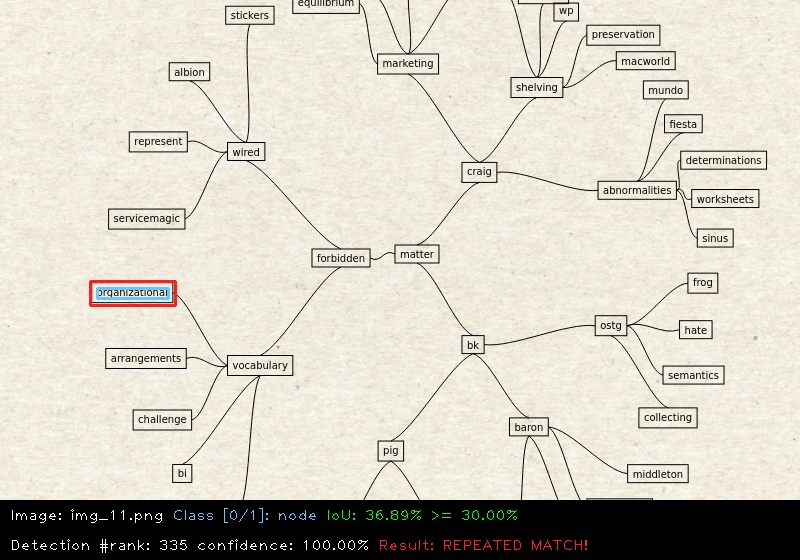 stickers
equilibrium
wp
preservation
marketing
macworld
albion
shelving
mundo
fiesta
represent
wired
determinations
craig
abnormalities
worksheets
servicemagic
sinus
forbidden
matter
frog
organizational
ostg
hate
bk
arrangements
vocabulary
semantics
challenge
collecting
baron
pig
bi
middleton
Image: img_11.png Class [0/1]: node IoU: 36.89% >= 30.00%
Detection #rank: 335 confidence: 100.00% Result: REPEATED MATCH!